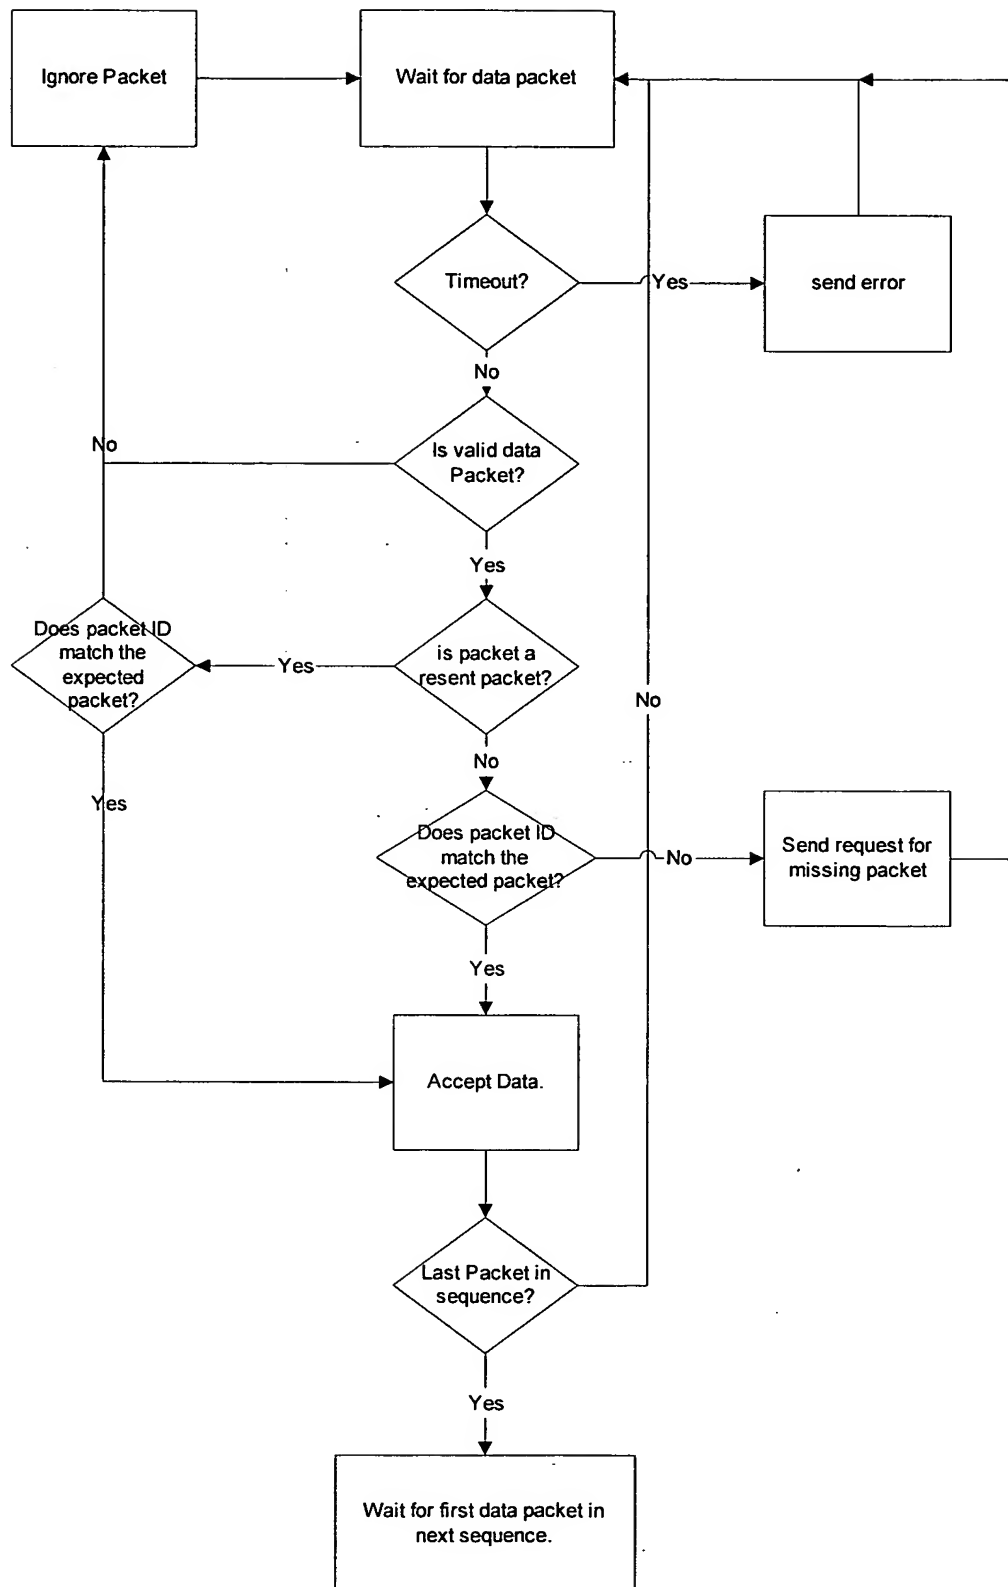 Ignore Packet
Wait for data packet
Timeout?
Yes
send error
No
No
Is valid data
Packet?
Yes
Does packet ID
match the
expected
packet?
Yes
is packet a
resent packet?
No
No
Yes
Does packet ID
match the
expected packet?
No
Send request for
missing packet
Yes
Accept Data.
Last Packet in
sequence?
Yes
Wait for first data packet in
next sequence.